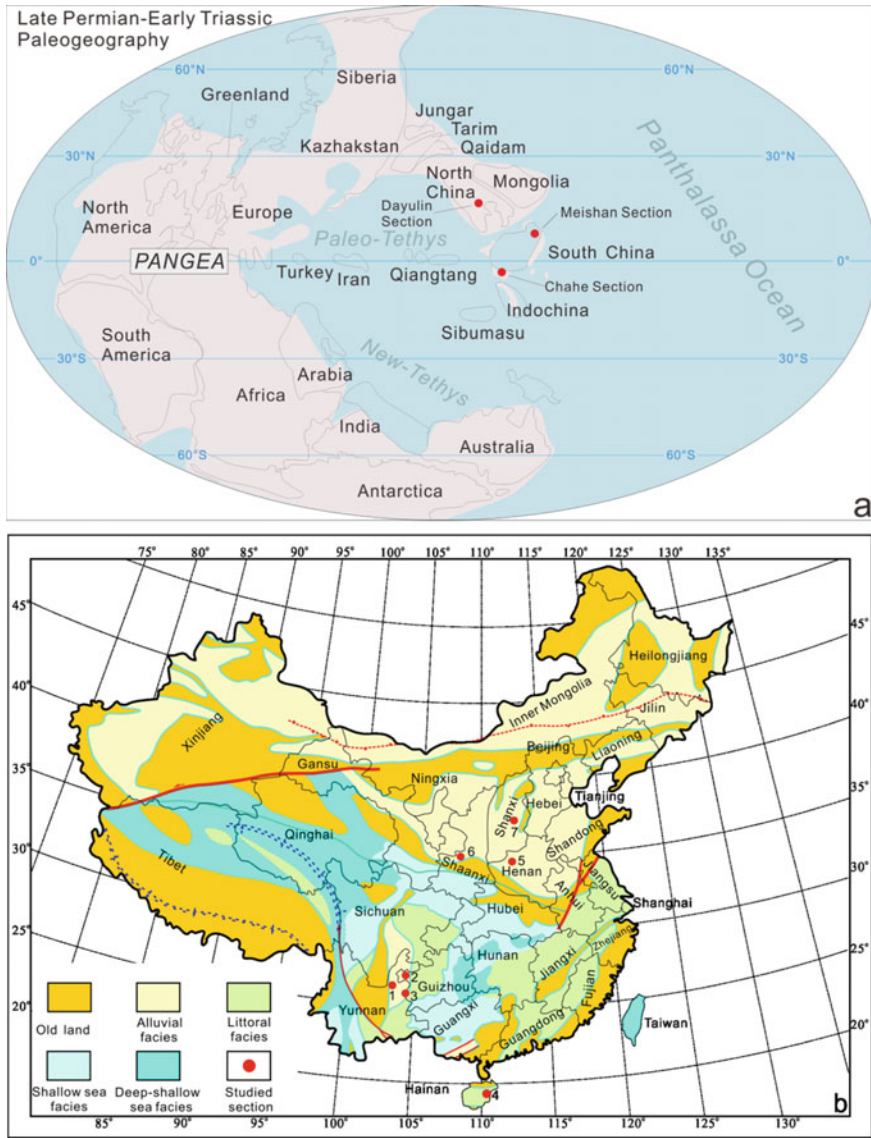 Late Permian-Early Triassic
Paleogeography
60°N
Siberia
Greenland
Jungar
Tarim
Qaidam
Kazhakstan
30°N
30°N
North
China
Mongolia
North
America
Europe
Dayulin
Section
Meishan Section
Paleo-Tethys
South China
PANGEA
0°
Turkey
Iran
Qiangtang
0°
Chahe Section
Indochina
Sibumasu
Panthalassa Ocean
South
America
30°S
30°S
New-Tethys
Arabia
Africa
India
Australia
60°S
60°S
Antarctica
a
75°
80°
85°
90°
95°
100°
105°
110°
115°
120°
125°
130°
135°
45°
40°
35°
30°
25°
20°
45°
40°
35°
30°
25°
20°
Heilongjiang
Inner Mongolia
Jilin
Xinjiang
Beijing
Liaoning
Gansu
Ningxia
Shanxi
Hebei
Tianjing
7
Qinghai
Shandong
6
5
Tibet
Shaanxi
Henan
Jiangsu
Anhui
Shanghai
Sichuan
Hubei
Zhejiang
Hunan
Jiangxi
2
1
3
Guizhou
Fujian
Yunnan
Guangxi
Guangdong
Taiwan
Hainan
4
Old land
Alluvial
facies
Littoral
facies
Shallow sea
facies
Deep-shallow
sea facies
Studied
section
100°
105°
110°
115°
120°
125°
130°
b